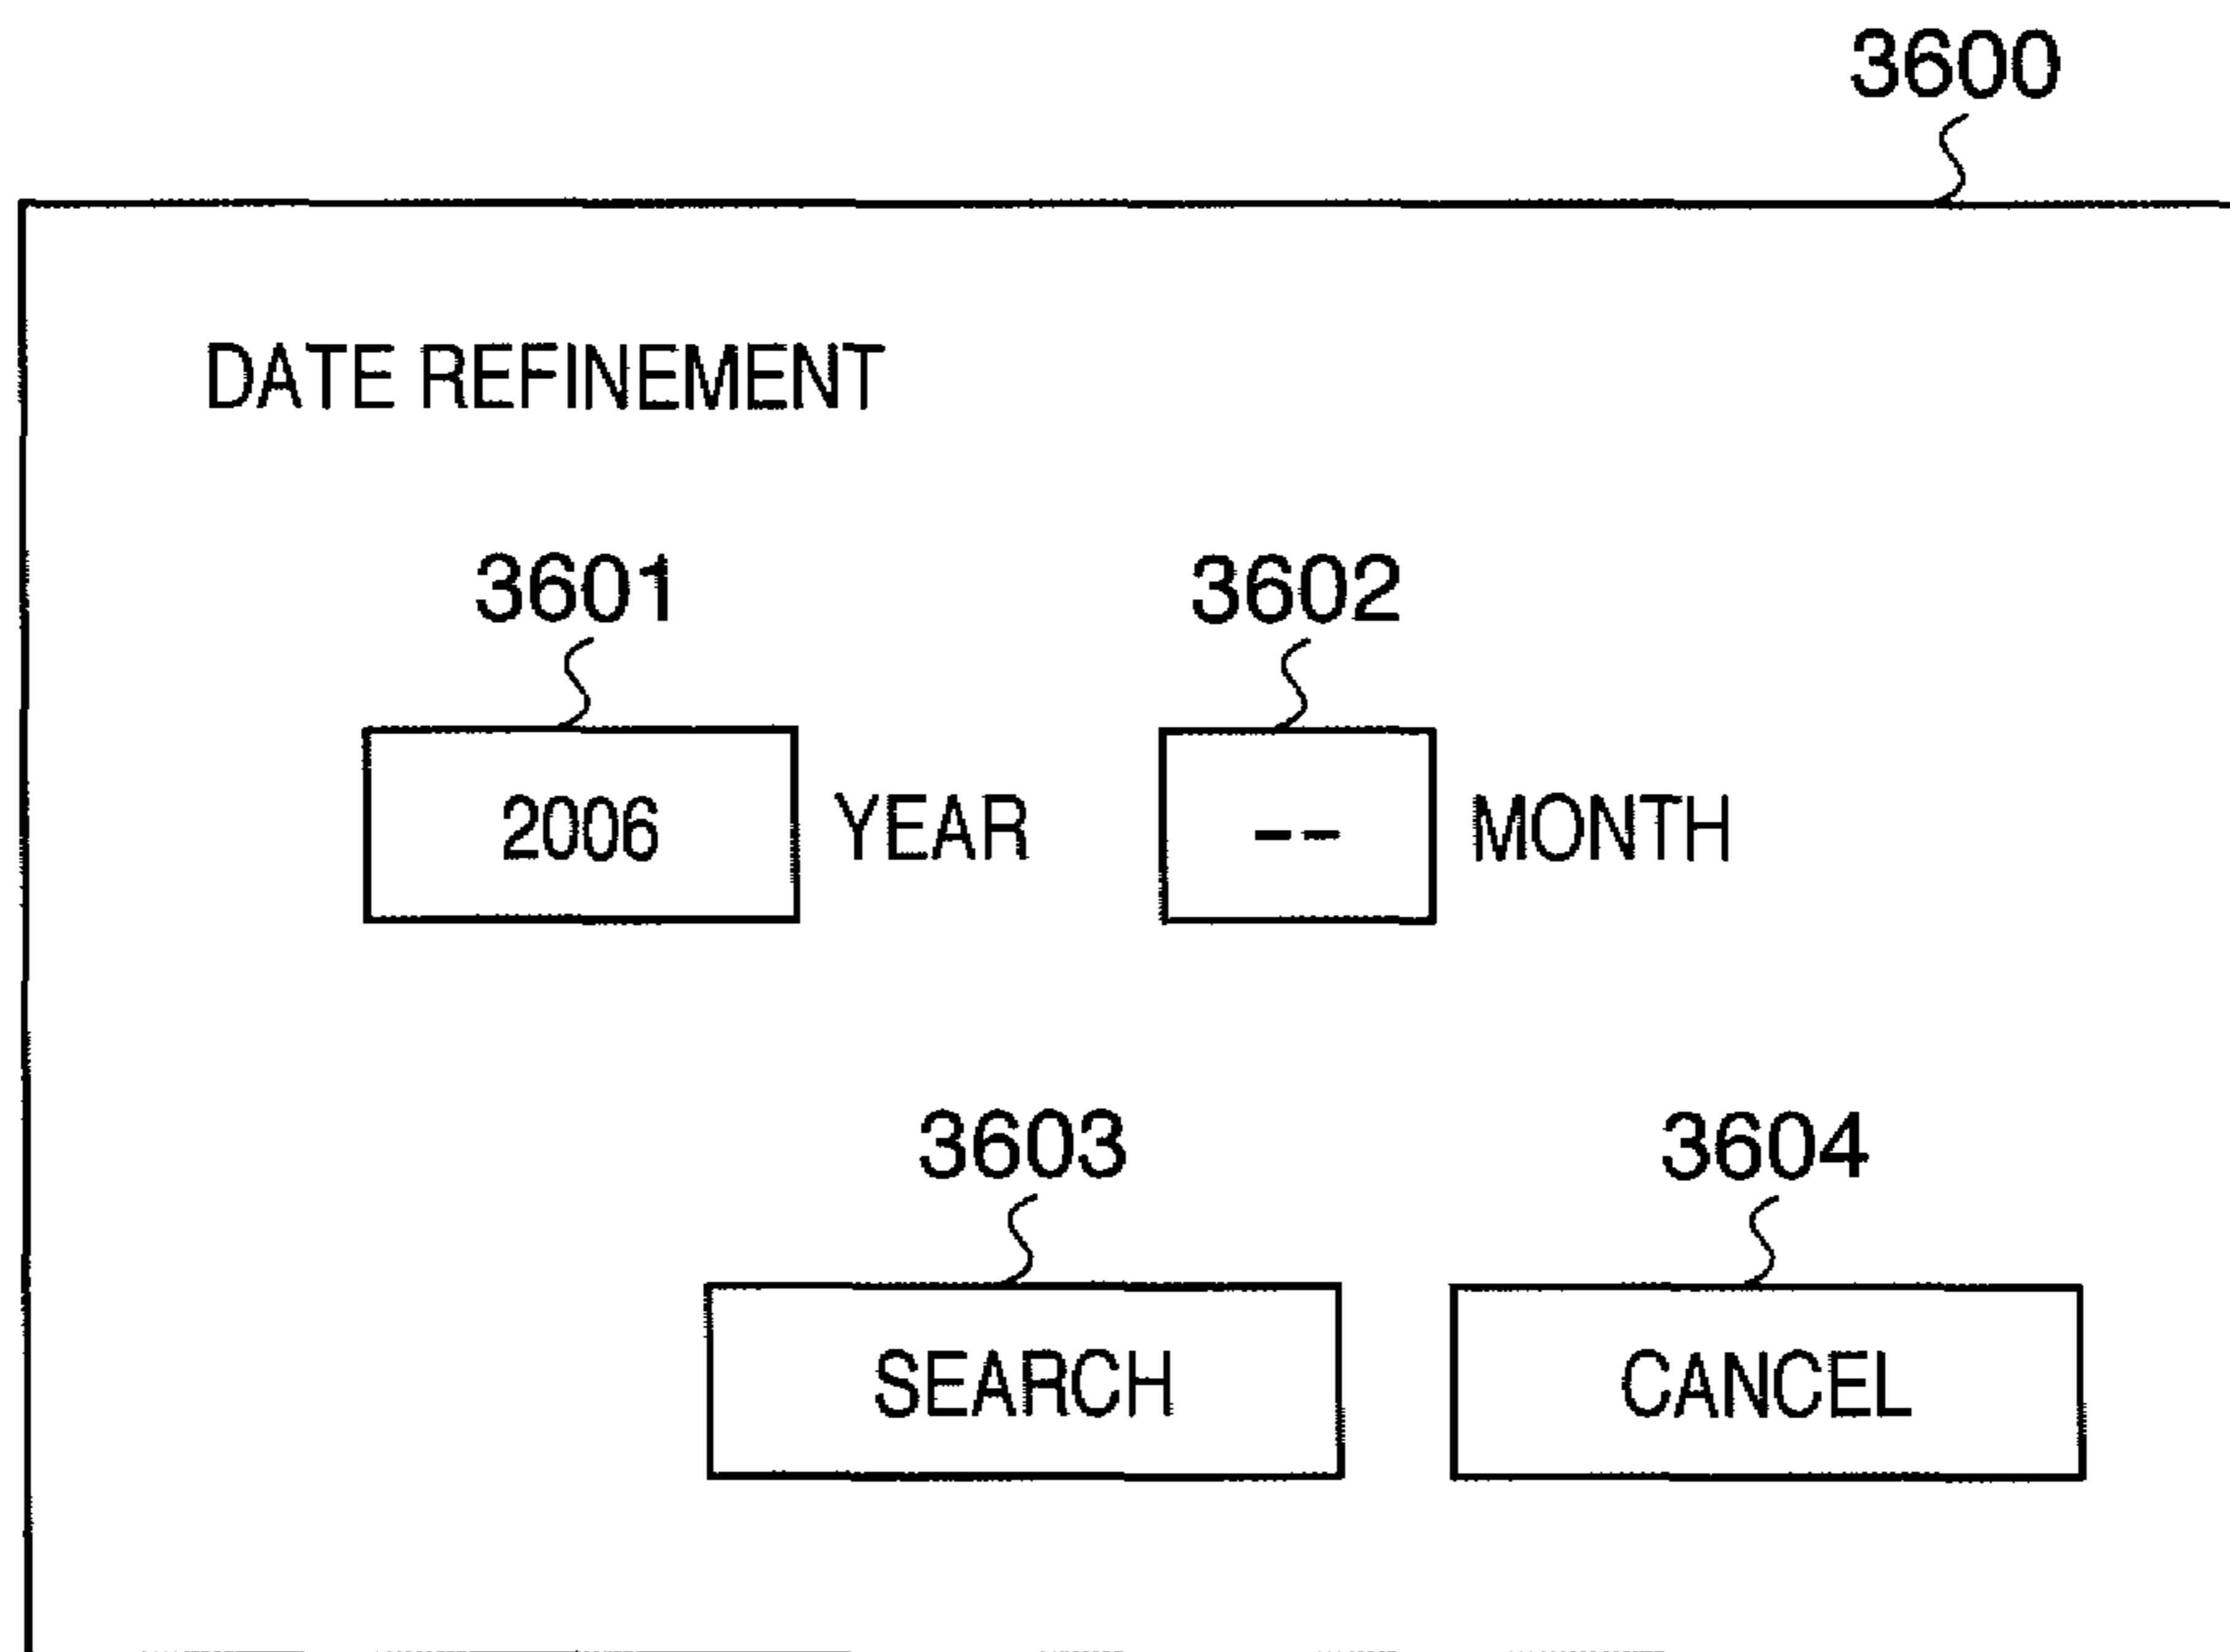 3600
DATE REFINEMENT
3601 3602
2006 YEAR -- MONTH
3603 3604
SEARCH CANCEL